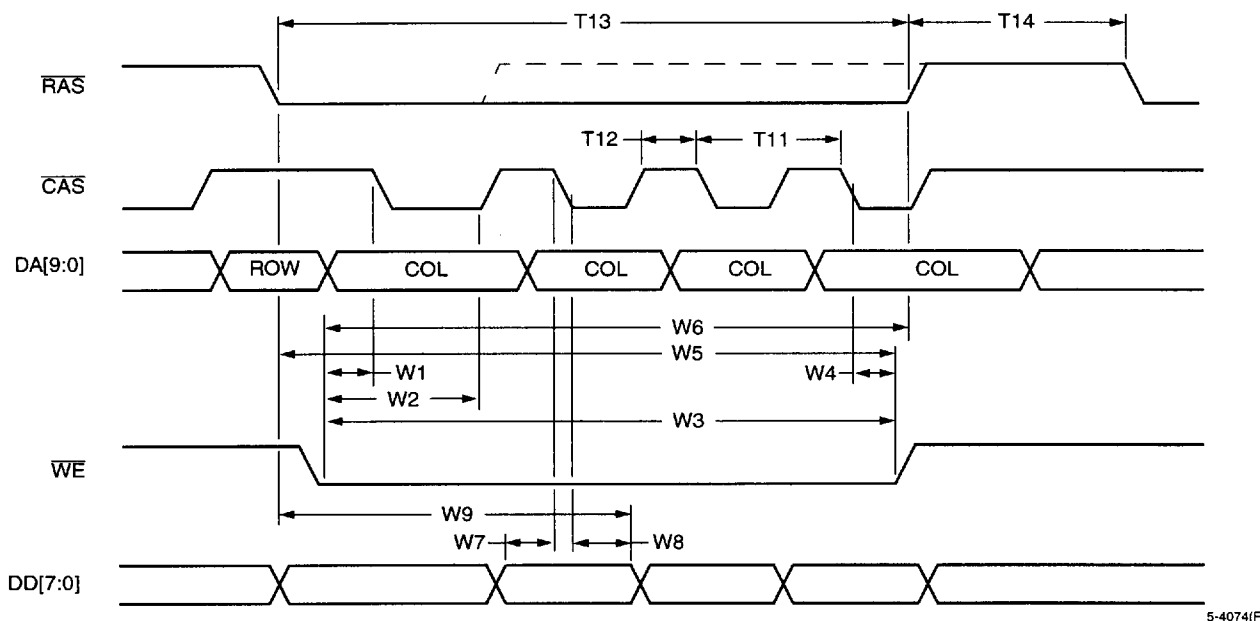 T13
T14
RAS
T12
T11
CAS
DA[9:0]
ROW
COL
COL
COL
COL
W6
W5
W1
W4
W2
W3
WE
W9
W7
W8
DD[7:0]
5-4074(F